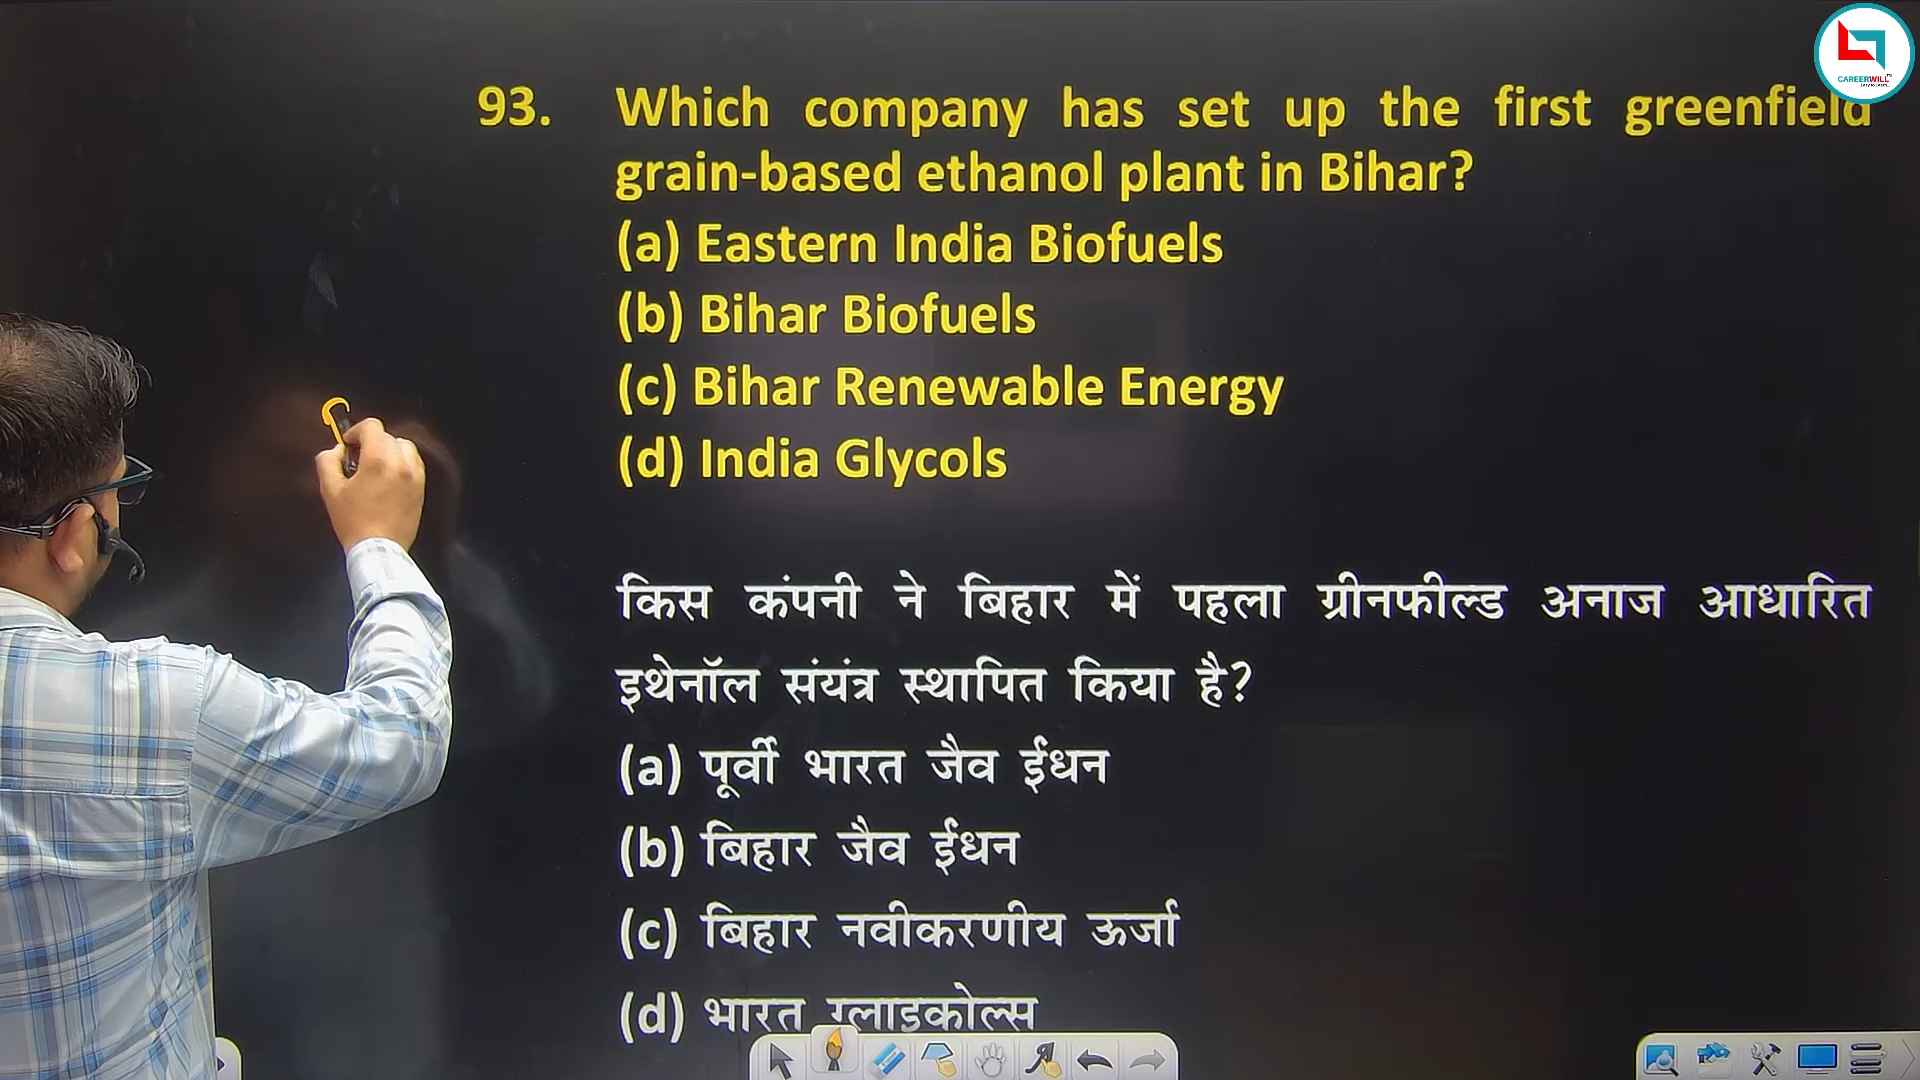 CAREERWILL
93. Which company has set up the first greenfield
grain-based ethanol plant in Bihar?
(a) Eastern India Biofuels
(b) Bihar Biofuels
(c) Bihar Renewable Energy
(d) India Glycols
किस कंपनी ने बिहार में पहला ग्रीनफील्ड अनाज आधारित
इथेनॉल संयंत्र स्थापित किया है?
(a) पूर्वी भारत जैव ईंधन
(b) बिहार जैव ईंधन
(c) बिहार नवीकरणीय ऊर्जा
(d) भारत ग्लाइकोल्स